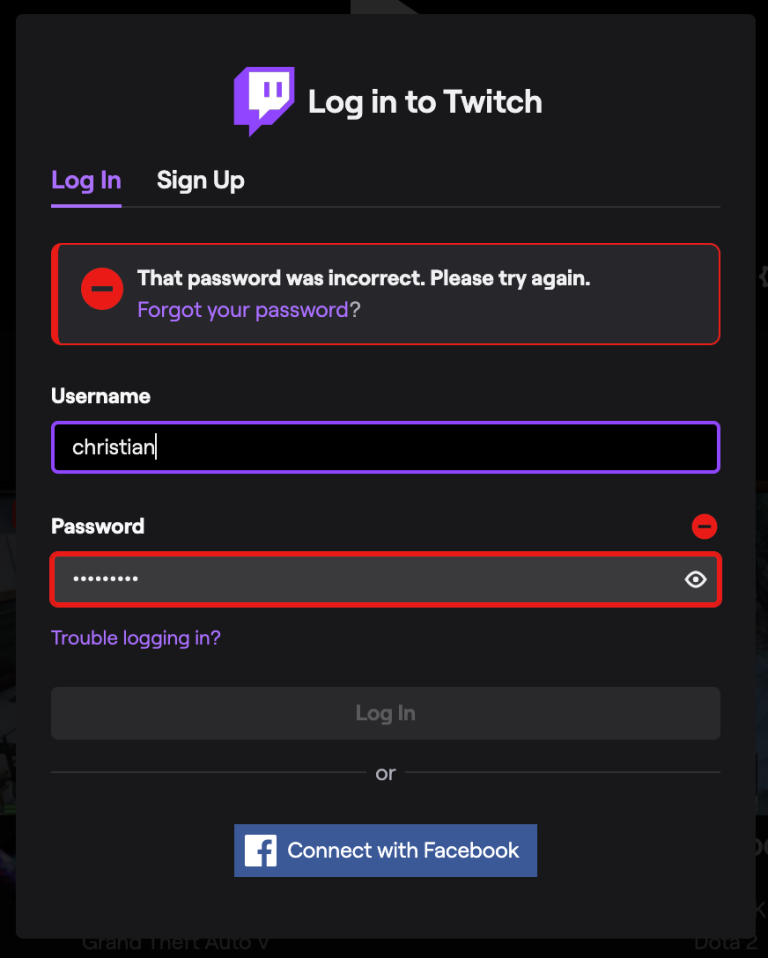 Log in to Twitch
Log In
Sign Up
That password was incorrect. Please try again.
Forgot your password?
Username
christian
Password
•••••••••
Trouble logging in?
Log In
or
Connect with Facebook
Grand Theft Auto V
Dota 2